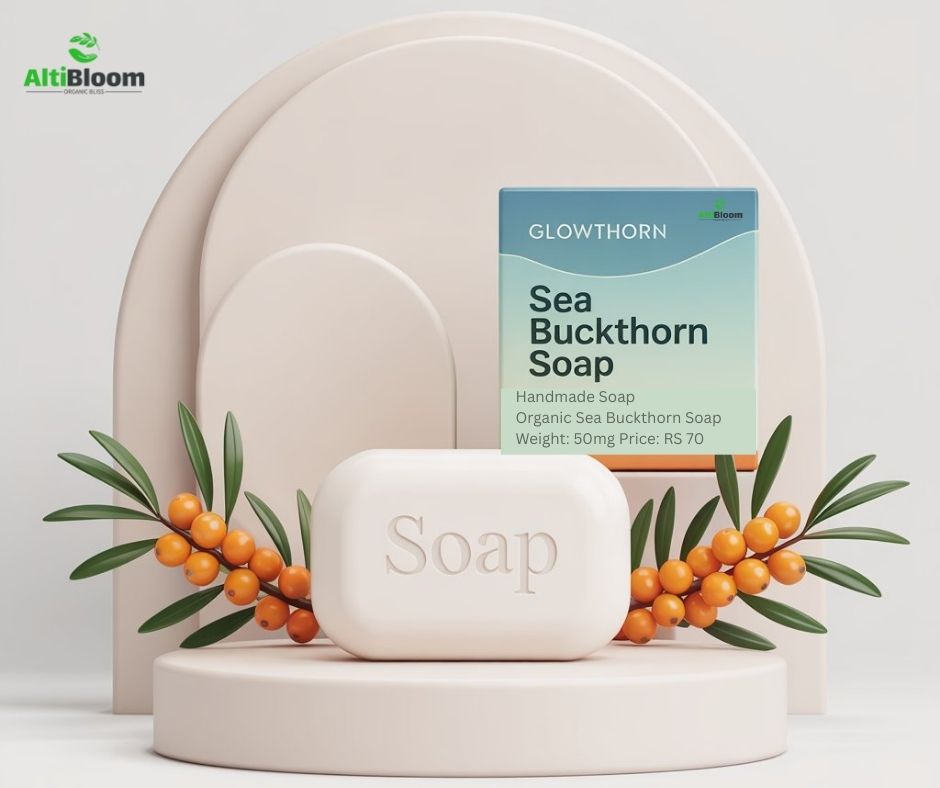 AltiBloom
ORGANIC BLISS
AltiBloom
GLOWTHORN
Sea
Buckthorn
Soap
Handmade Soap
Organic Sea Buckthorn Soap
Weight: 50mg Price: RS 70
Soap